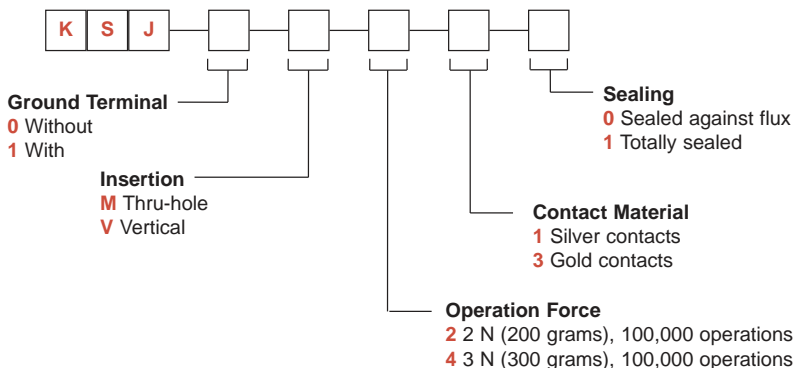 K S J
Ground Terminal
0 Without
1 With
Insertion
M Thru-hole
V Vertical
Operation Force
2 2 N (200 grams), 100,000 operations
4 3 N (300 grams), 100,000 operations
Contact Material
1 Silver contacts
3 Gold contacts
Sealing
0 Sealed against flux
1 Totally sealed